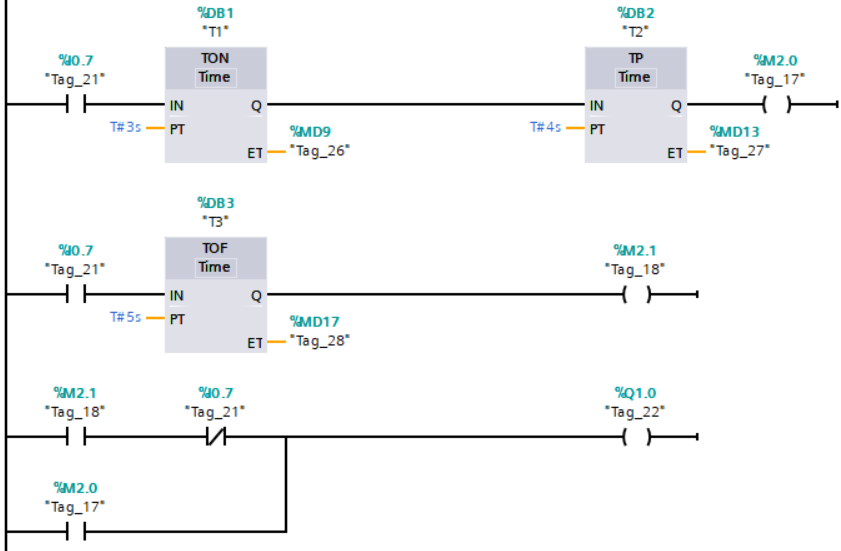 %DB1
"T1"
%DB2
"T2"
%I0.7
"Tag_21"
TON
Time
TP
Time
%M2.0
"Tag_17"
IN
Q
IN
Q
T#3s
PT
T#4s
PT
%MD9
ET
"Tag_26"
%MD13
ET
"Tag_27"
%DB3
"T3"
%I0.7
"Tag_21"
TOF
Time
%M2.1
"Tag_18"
IN
Q
T#5s
PT
%MD17
ET
"Tag_28"
%M2.1
"Tag_18"
%I0.7
"Tag_21"
%Q1.0
"Tag_22"
%M2.0
"Tag_17"